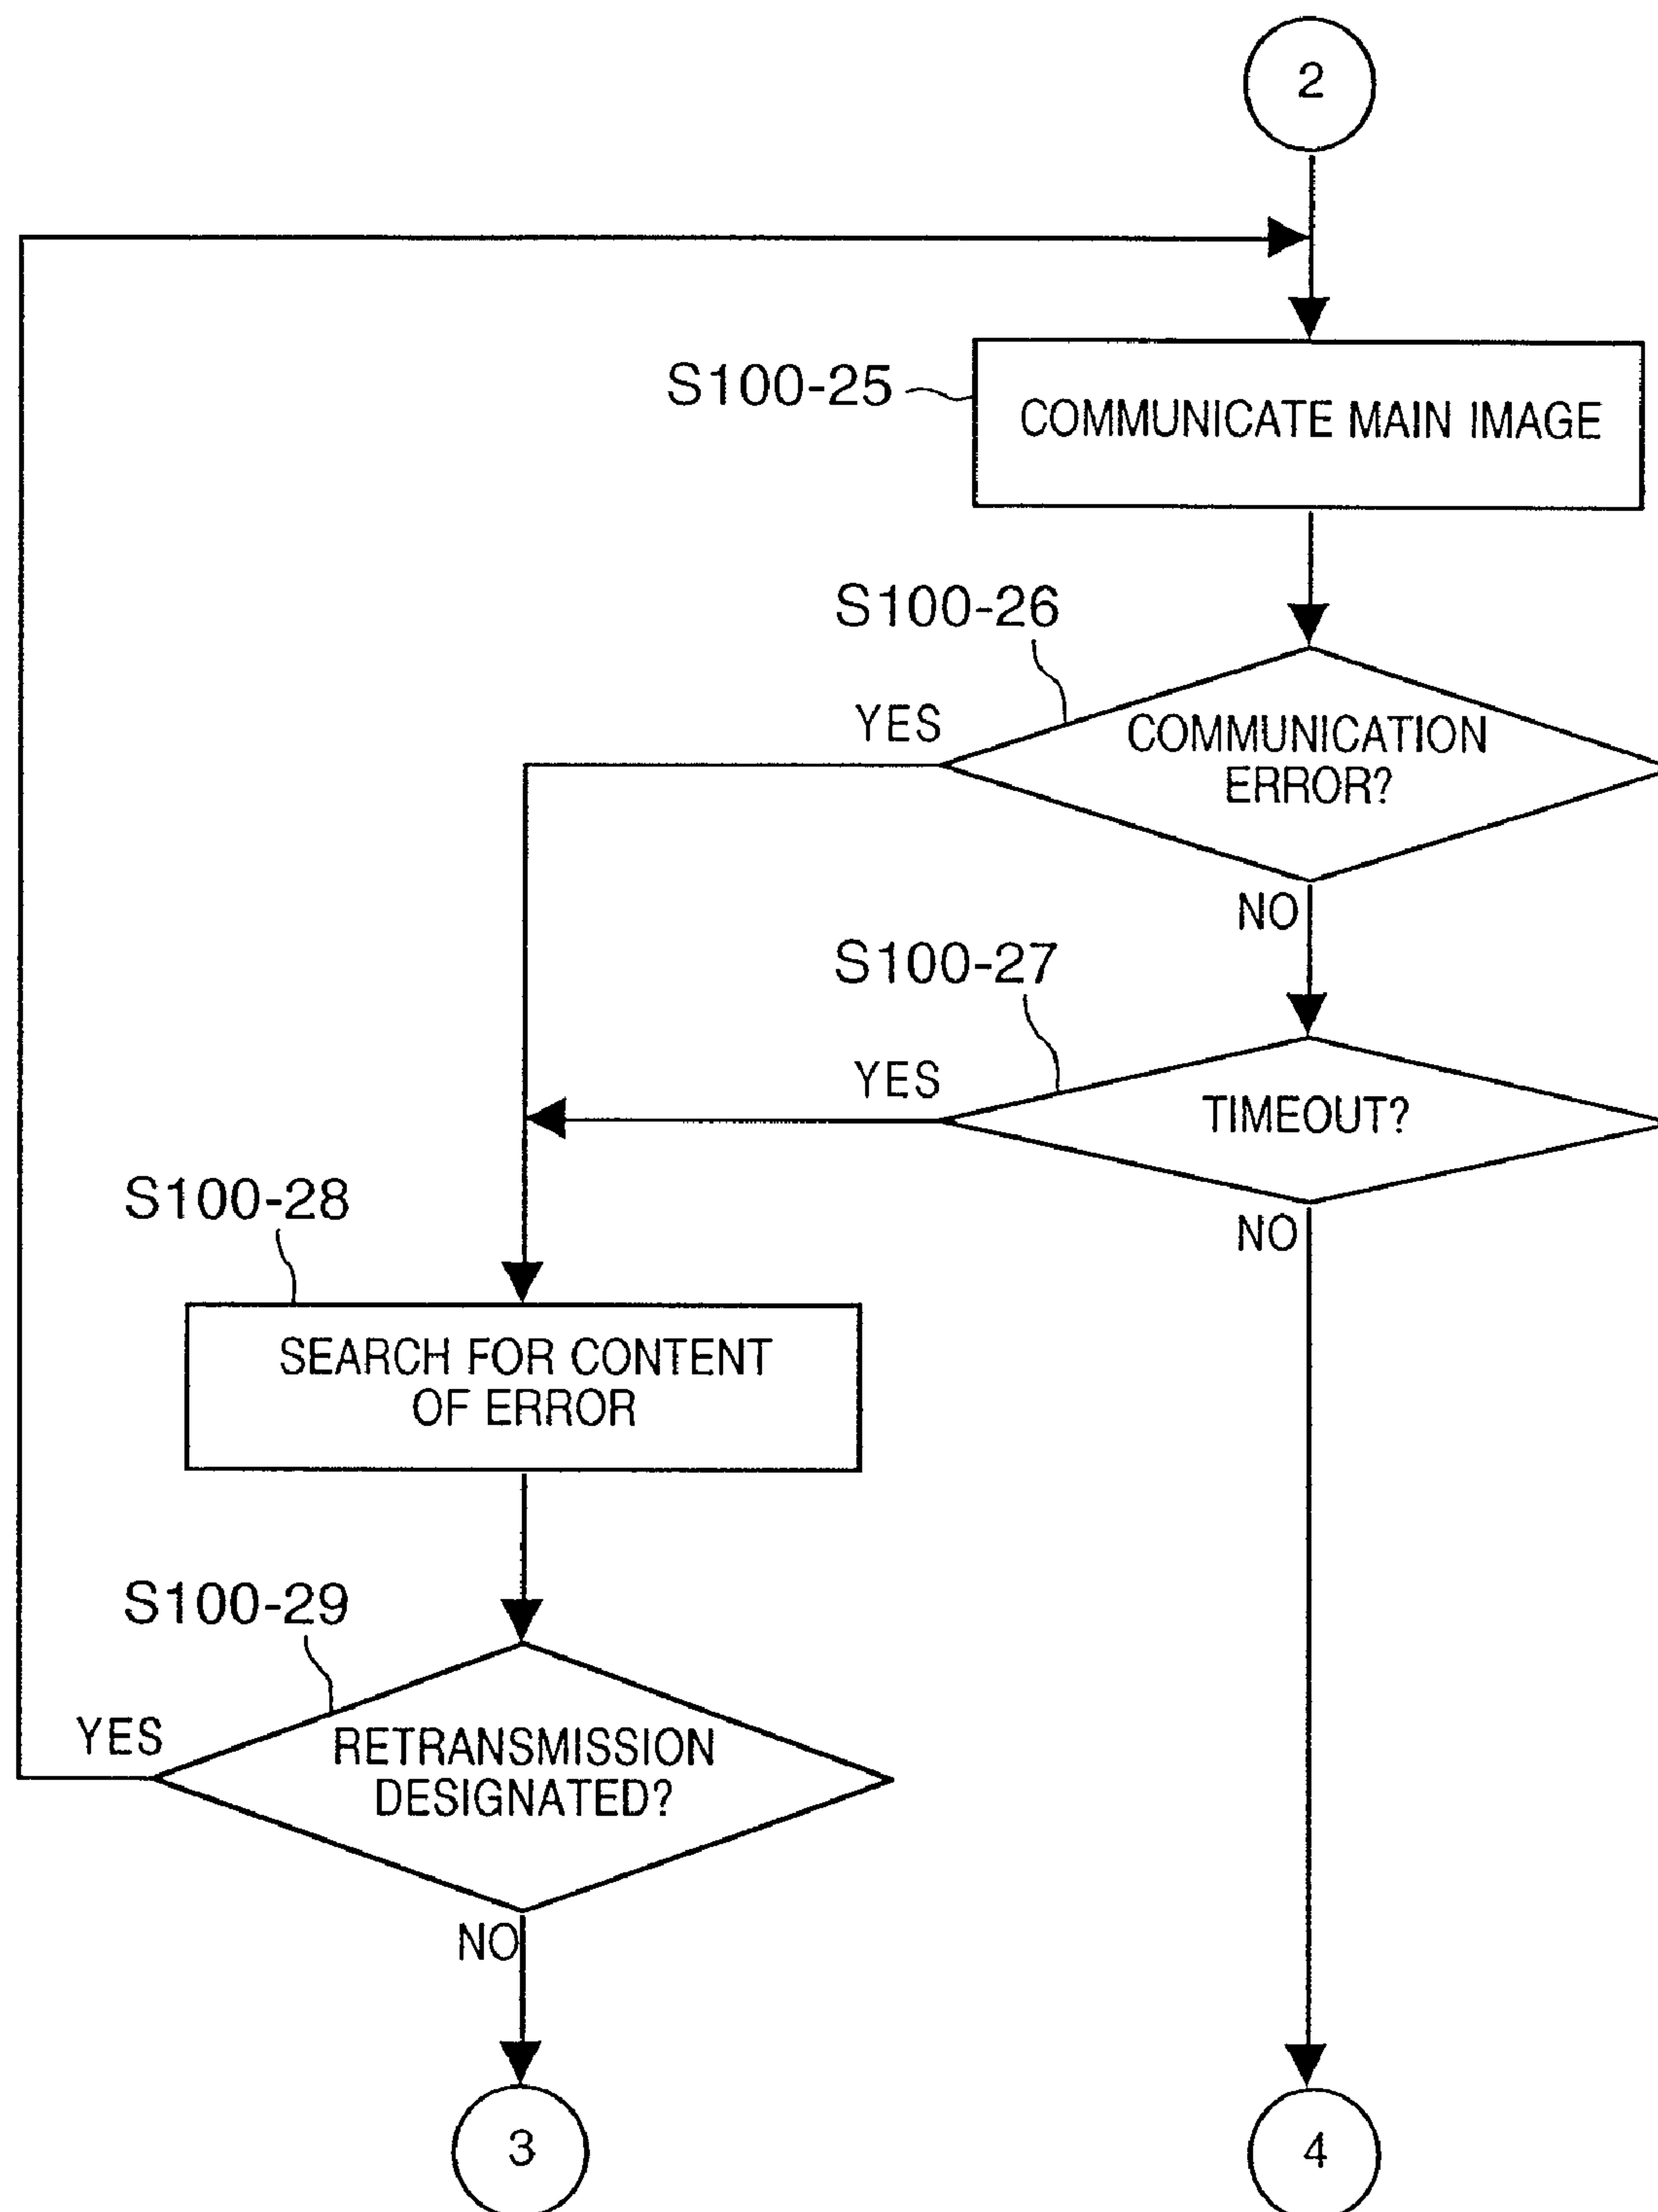 2
S100-25
COMMUNICATE MAIN IMAGE
S100-26
YES
COMMUNICATION
ERROR?
NO
S100-27
YES
TIMEOUT?
NO
S100-28
SEARCH FOR CONTENT
OF ERROR
S100-29
YES
RETRANSMISSION
DESIGNATED?
NO
3
4